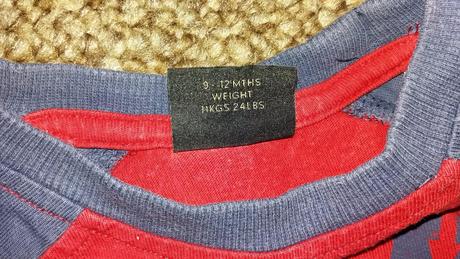 9 - 12 MTHS
WEIGHT
11KGS 24LBS